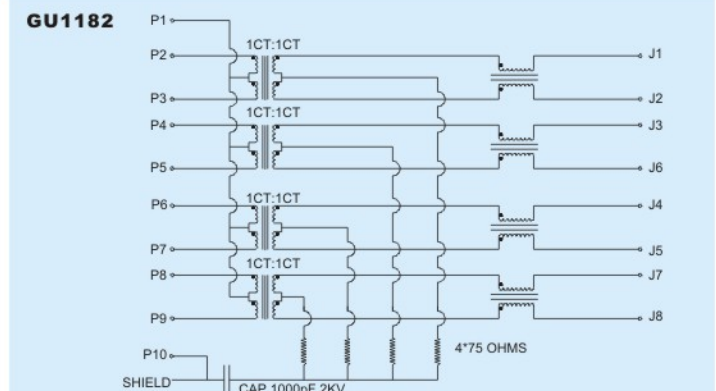 GU1182
P1
1CT:1CT
P2
J1
P3
J2
1CT:1CT
P4
J3
P5
J6
1CT:1CT
P6
J4
P7
J5
1CT:1CT
P8
J7
P9
J8
4*75 OHMS
P10
SHIELD
CAP 1000pF 2KV